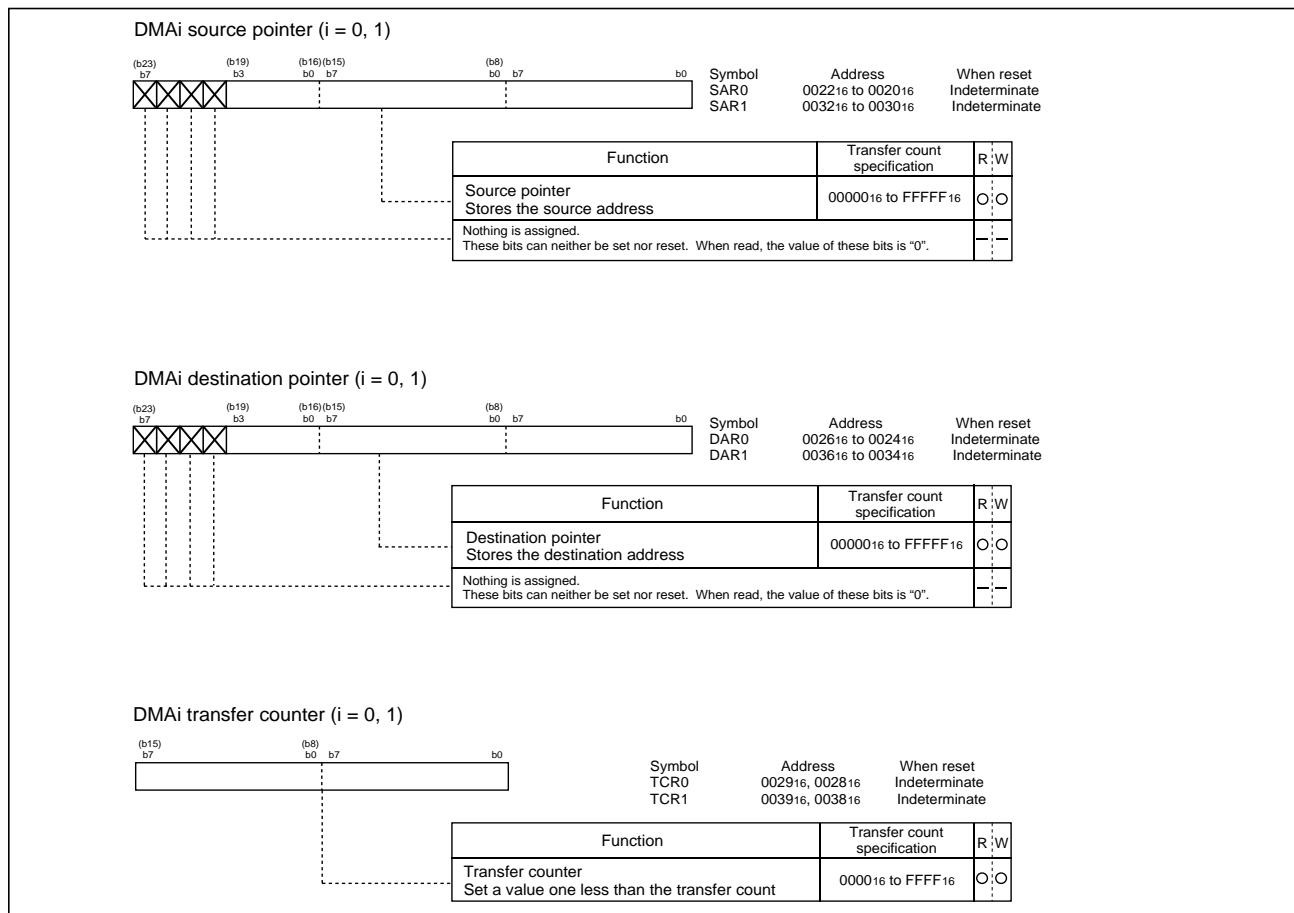 DMAi source pointer (i = 0, 1)
(b23) (b19) (b16)(b15) (b8)
b7 b3 b0 b7 b0 b7 b0
Symbol Address When reset
SAR0 002216 to 002016 Indeterminate
SAR1 003216 to 003016 Indeterminate
Function Transfer count specification R W
Source pointer
Stores the source address
0000016 to FFFFF16
Nothing is assigned.
These bits can neither be set nor reset. When read, the value of these bits is “0”.
DMAi destination pointer (i = 0, 1)
(b23) (b19) (b16)(b15) (b8)
b7 b3 b0 b7 b0 b7 b0
Symbol Address When reset
DAR0 002616 to 002416 Indeterminate
DAR1 003616 to 003416 Indeterminate
Function Transfer count specification R W
Destination pointer
Stores the destination address
0000016 to FFFFF16
Nothing is assigned.
These bits can neither be set nor reset. When read, the value of these bits is “0”.
DMAi transfer counter (i = 0, 1)
(b15) (b8)
b7 b0 b7 b0
Symbol Address When reset
TCR0 002916, 002816 Indeterminate
TCR1 003916, 003816 Indeterminate
Function Transfer count specification R W
Transfer counter
Set a value one less than the transfer count
000016 to FFFF16